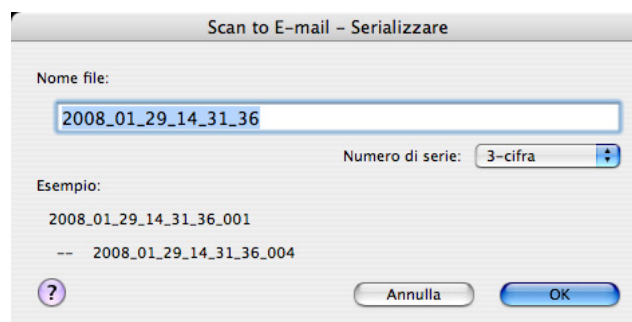 Scan to E-mail – Serializzare
Nome file:
2008_01_29_14_31_36
Numero di serie: 3-cifra
Esempio:
2008_01_29_14_31_36_001
-- 2008_01_29_14_31_36_004
?
Annulla OK